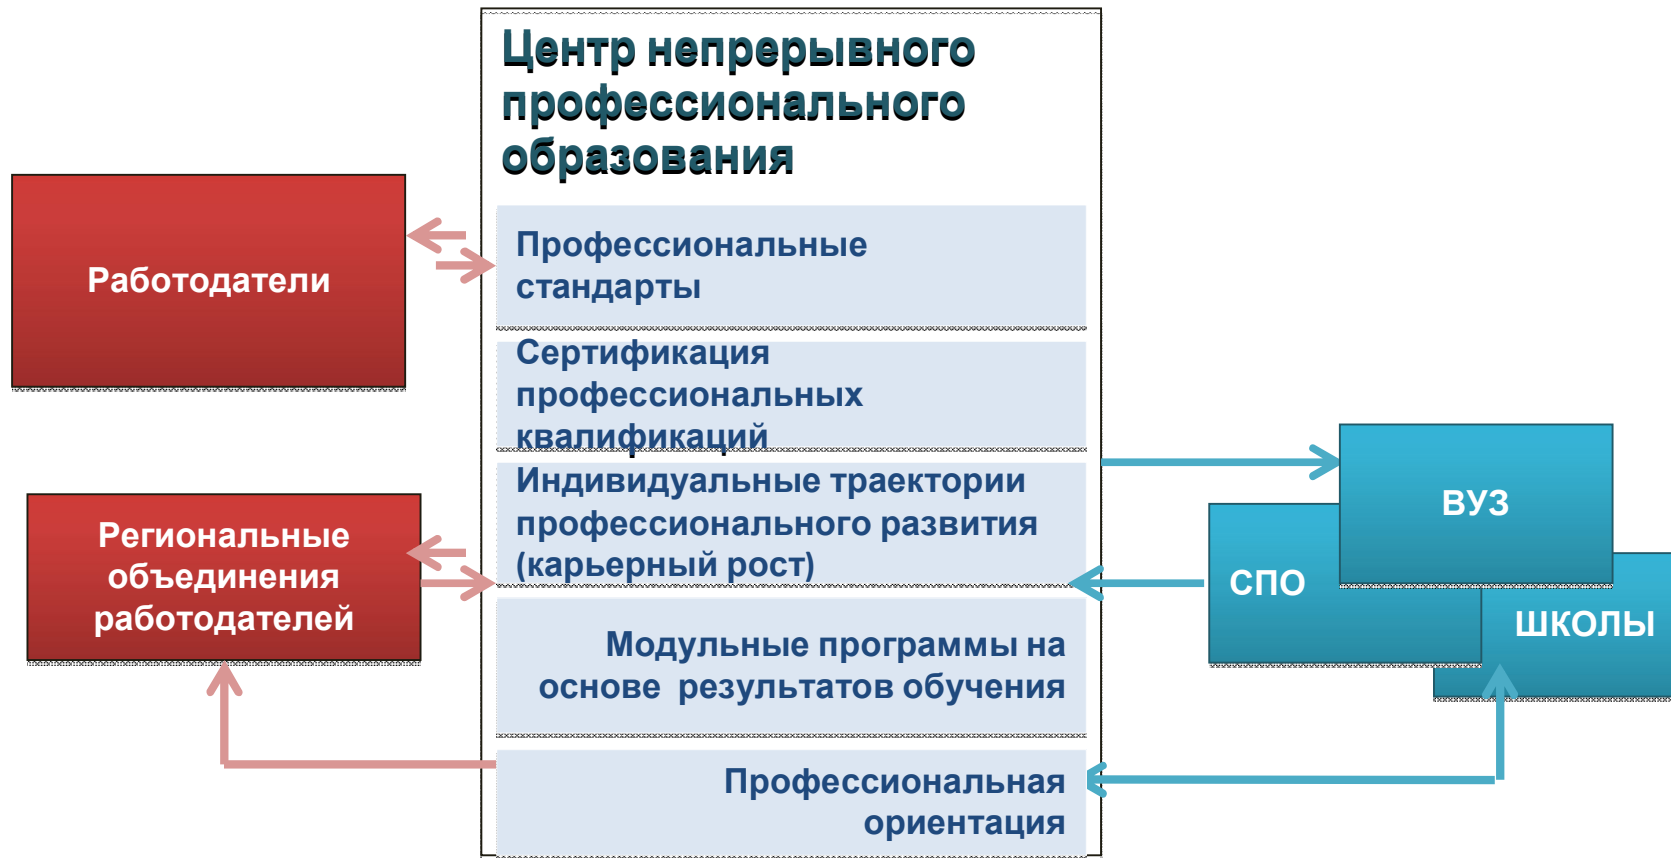 Центр непрерывного
профессионального
образования
Работодатели
Профессиональные
стандарты
Сертификация
профессиональных
квалификаций
Индивидуальные траектории
профессионального развития
(карьерный рост)
Региональные
объединения
работодателей
Модульные программы на
основе результатов обучения
Профессиональная
ориентация
ВУЗ
СПО
ШКОЛЫ